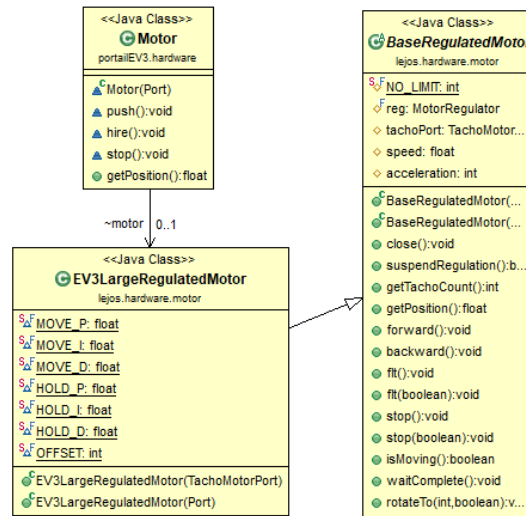 <<Java Class>>
Motor
portailEV3.hardware
Motor(Port)
push():void
hire():void
stop():void
getPosition():float
~motor
0..1
<<Java Class>>
EV3LargeRegulatedMotor
lejos.hardware.motor
MOVE_P: float
MOVE_I: float
MOVE_D: float
HOLD_P: float
HOLD_I: float
HOLD_D: float
OFFSET: int
EV3LargeRegulatedMotor(TachoMotorPort)
EV3LargeRegulatedMotor(Port)
<<Java Class>>
BaseRegulatedMotor
lejos.hardware.motor
NO_LIMIT: int
reg: MotorRegulator
tachoPort: TachoMotor...
speed: float
acceleration: int
BaseRegulatedMotor(...
BaseRegulatedMotor(...
close():void
suspendRegulation():b...
getTachoCount():int
getPosition():float
forward():void
backward():void
flt():void
flt(boolean):void
stop():void
stop(boolean):void
isMoving():boolean
waitComplete():void
rotateTo(int,boolean):v...